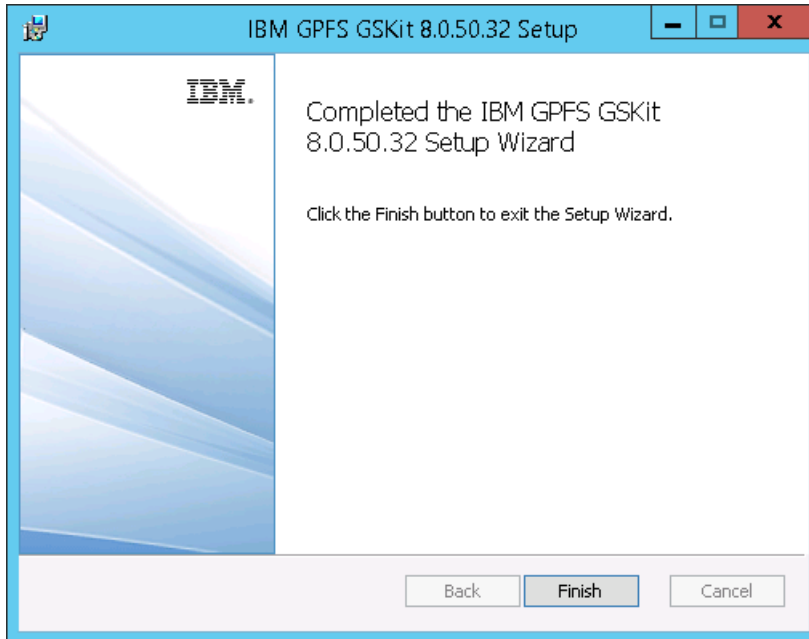 IBM GPFS GSKit 8.0.50.32 Setup
IBM.
Completed the IBM GPFS GSKit
8.0.50.32 Setup Wizard
Click the Finish button to exit the Setup Wizard.
Back
Finish
Cancel